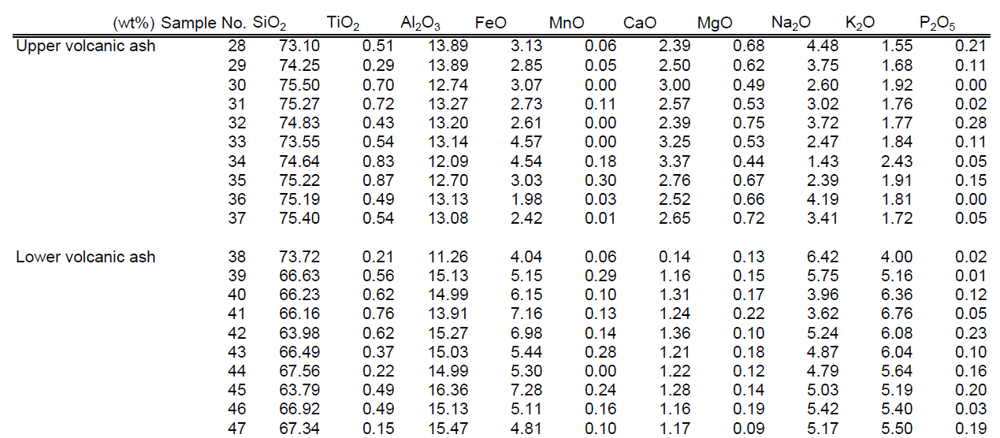 (wt%) Sample No. SiO₂ TiO₂ Al₂O₃ FeO MnO CaO MgO Na₂O K₂O P₂O₅
Upper volcanic ash 28 73.10 0.51 13.89 3.13 0.06 2.39 0.68 4.48 1.55 0.21
29 74.25 0.29 13.89 2.85 0.05 2.50 0.62 3.75 1.68 0.11
30 75.50 0.70 12.74 3.07 0.00 3.00 0.49 2.60 1.92 0.00
31 75.27 0.72 13.27 2.73 0.11 2.57 0.53 3.02 1.76 0.02
32 74.83 0.43 13.20 2.61 0.00 2.39 0.75 3.72 1.77 0.28
33 73.55 0.54 13.14 4.57 0.00 3.25 0.53 2.47 1.84 0.11
34 74.64 0.83 12.09 4.54 0.18 3.37 0.44 1.43 2.43 0.05
35 75.22 0.87 12.70 3.03 0.30 2.76 0.67 2.39 1.91 0.15
36 75.19 0.49 13.13 1.98 0.03 2.52 0.66 4.19 1.81 0.00
37 75.40 0.54 13.08 2.42 0.01 2.65 0.72 3.41 1.72 0.05
Lower volcanic ash 38 73.72 0.21 11.26 4.04 0.06 0.14 0.13 6.42 4.00 0.02
39 66.63 0.56 15.13 5.15 0.29 1.16 0.15 5.75 5.16 0.01
40 66.23 0.62 14.99 6.15 0.10 1.31 0.17 3.96 6.36 0.12
41 66.16 0.76 13.91 7.16 0.13 1.24 0.22 3.62 6.76 0.05
42 63.98 0.62 15.27 6.98 0.14 1.36 0.10 5.24 6.08 0.23
43 66.49 0.37 15.03 5.44 0.28 1.21 0.18 4.87 6.04 0.10
44 67.56 0.22 14.99 5.30 0.00 1.22 0.12 4.79 5.64 0.16
45 63.79 0.49 16.36 7.28 0.24 1.28 0.14 5.03 5.19 0.20
46 66.92 0.49 15.13 5.11 0.16 1.16 0.19 5.42 5.40 0.03
47 67.34 0.15 15.47 4.81 0.10 1.17 0.09 5.17 5.50 0.19